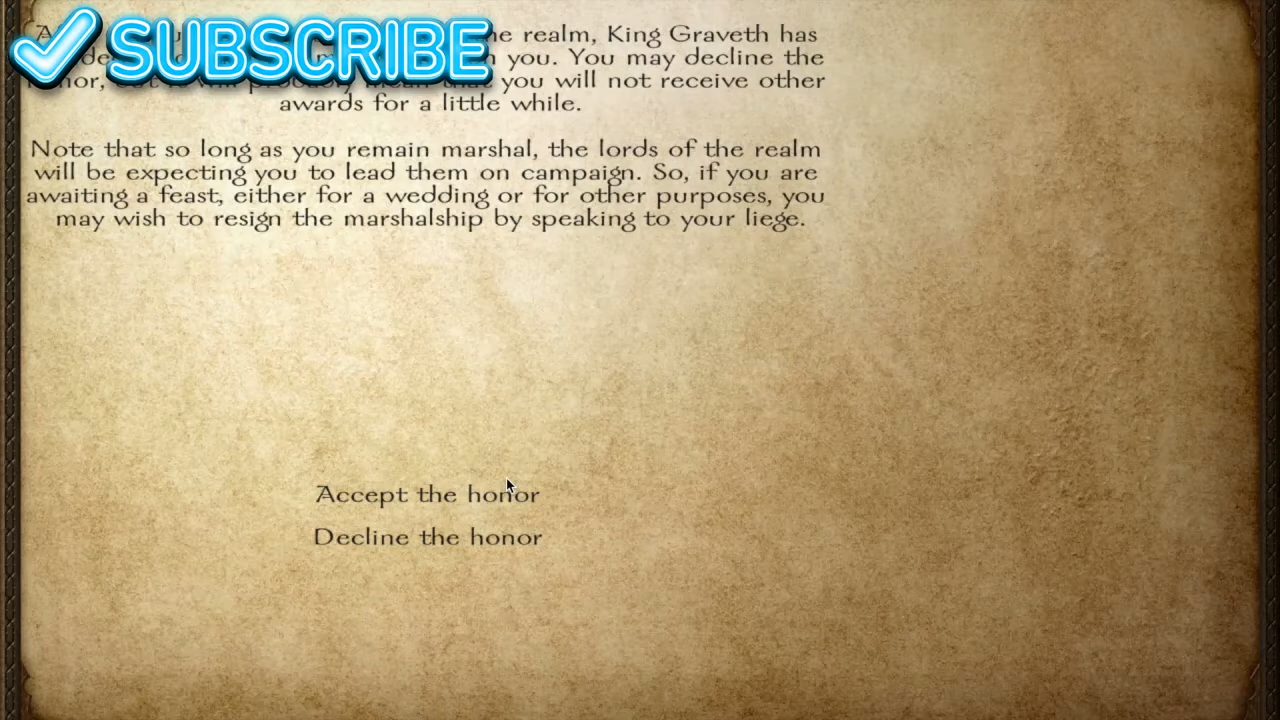 SUBSCRIBE
the realm, King Graveth has
you. You may decline the
you will not receive other
awards for a little while.
Note that so long as you remain marshal, the lords of the realm
will be expecting you to lead them on campaign. So, if you are
awaiting a feast, either for a wedding or for other purposes, you
may wish to resign the marshalship by speaking to your liege.
Accept the honor
Decline the honor